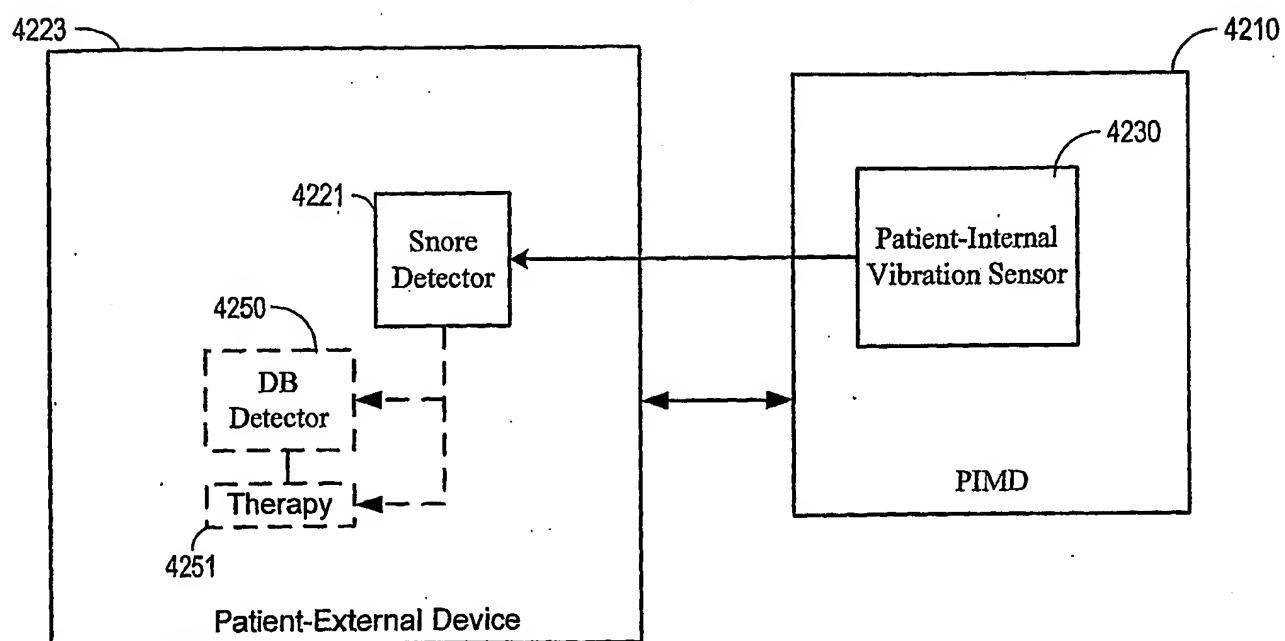 4223
4210
4230
4221
Snore
Detector
Patient-Internal
Vibration Sensor
4250
DB
Detector
Therapy
4251
PIMD
Patient-External Device